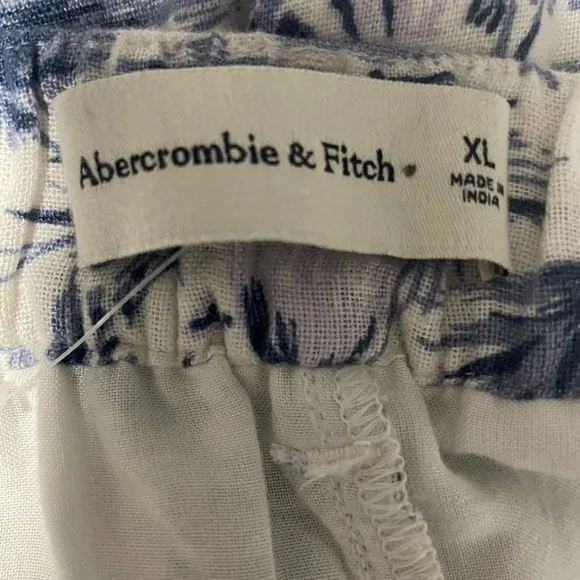 Abercrombie & Fitch
XL
MADE IN
INDIA